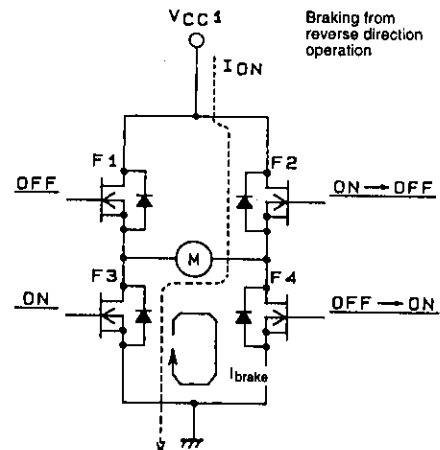 VCC1
Braking from
reverse direction
operation
ION
F1
F2
OFF
ON → OFF
M
F3
F4
ON
OFF → ON
Ibrake